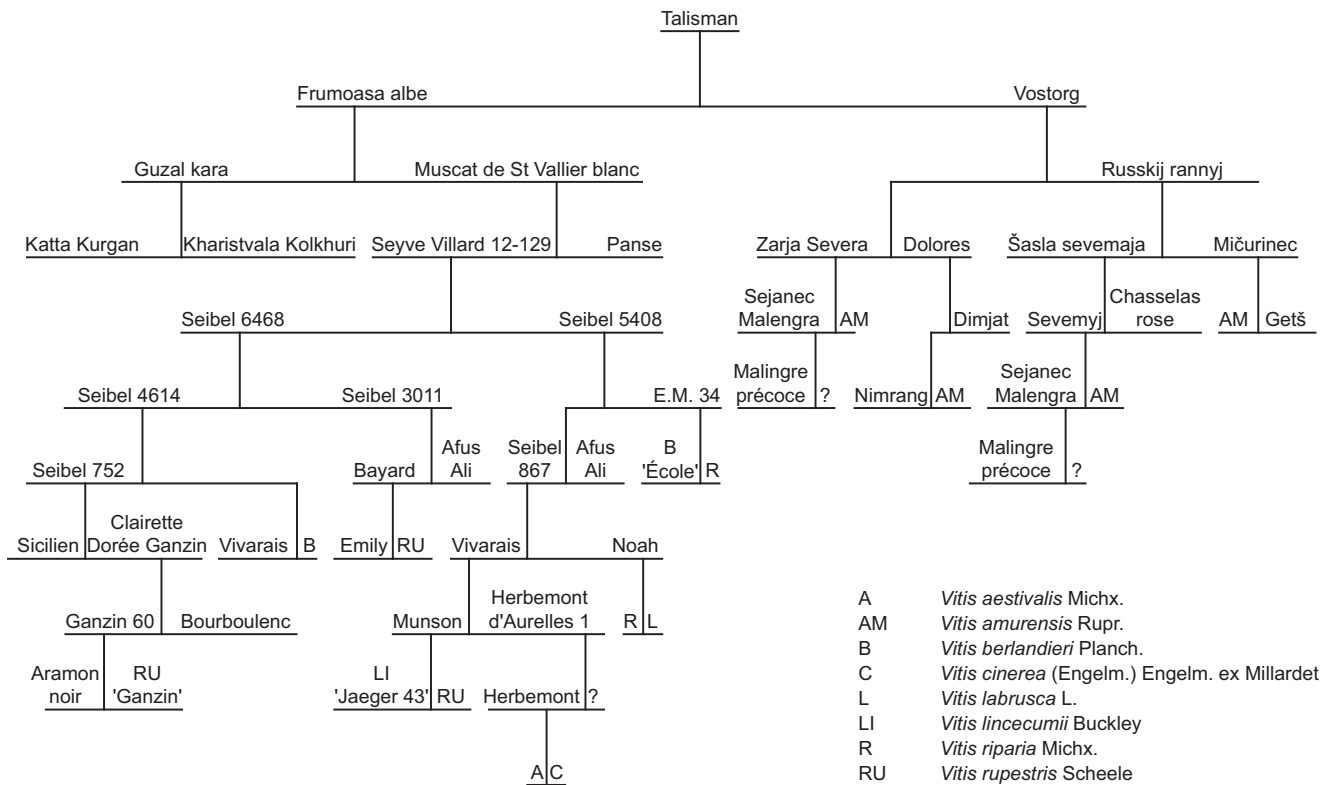 Talisman
Frumoasa albe
Vostorg
Guzal kara
Muscat de St Vallier blanc
Russkij rannyj
Katta Kurgan
Kharistvala Kolkhuri
Seyve Villard 12-129
Panse
Zarja Severa
Dolores
Šasla sevemaja
Mičurinec
Seibel 6468
Seibel 5408
Sejanec
Malengra
AM
Dimjat
Sevemyj
Chasselas
rose
AM
Getš
Seibel 4614
Seibel 3011
E.M. 34
Malingre
précoce
?
Nimrang
AM
Sejanec
Malengra
AM
Seibel 752
Bayard
Afus
Ali
Seibel
867
Afus
Ali
B
'École'
R
Malingre
précoce
?
Sicilien
Clairette
Dorée Ganzin
Vivarais
B
Emily
RU
Vivarais
Noah
Ganzin 60
Bourboulenc
Munson
Herbemont
d'Aurelles 1
R
L
Aramon
noir
RU
'Ganzin'
LI
'Jaeger 43'
RU
Herbemont
?
A
C
A Vitis aestivalis Michx.
AM Vitis amurensis Rupr.
B Vitis berlandieri Planch.
C Vitis cinerea (Engelm.) Engelm. ex Millardet
L Vitis labrusca L.
LI Vitis lincecumii Buckley
R Vitis riparia Michx.
RU Vitis rupestris Scheele